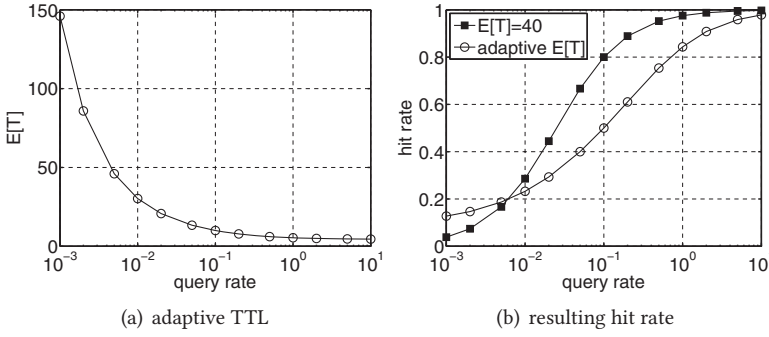 150
100
50
0
E[T]
10^-3
10^-2
10^-1
10^0
10^1
query rate
(a) adaptive TTL
1
0.8
0.6
0.4
0.2
0
hit rate
E[T]=40
adaptive E[T]
10^-3
10^-2
10^-1
10^0
10
query rate
(b) resulting hit rate